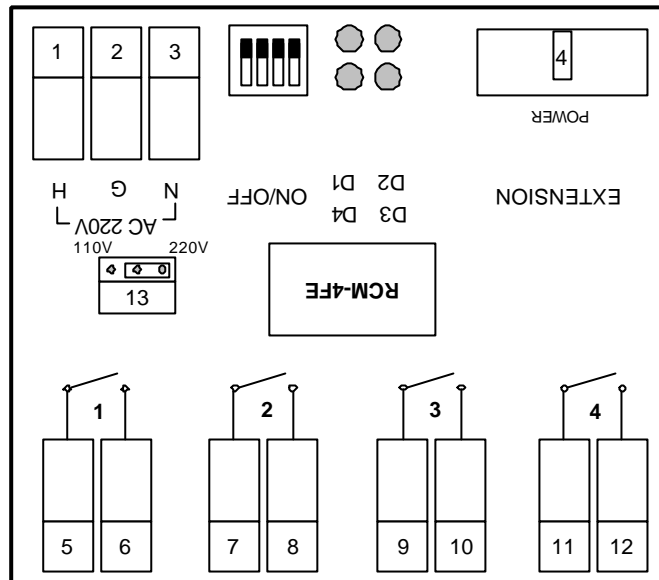 1 2 3 4
POWER
H G N ON/OFF D1 D2 EXTENSION
D4 D3
AC 220V
110V 220V
13 RCM-4FE
1 2 3 4
5 6 7 8 9 10 11 12